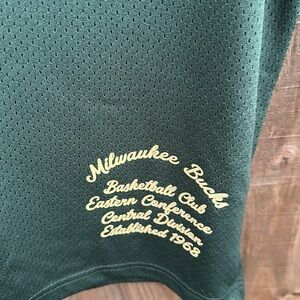 Milwaukee Bucks
Basketball Club
Eastern Conference
Central Division
Established 1968